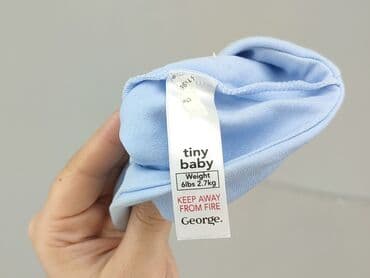 tiny
baby
Weight
6lbs 2.7kg
KEEP AWAY
FROM FIRE
George.